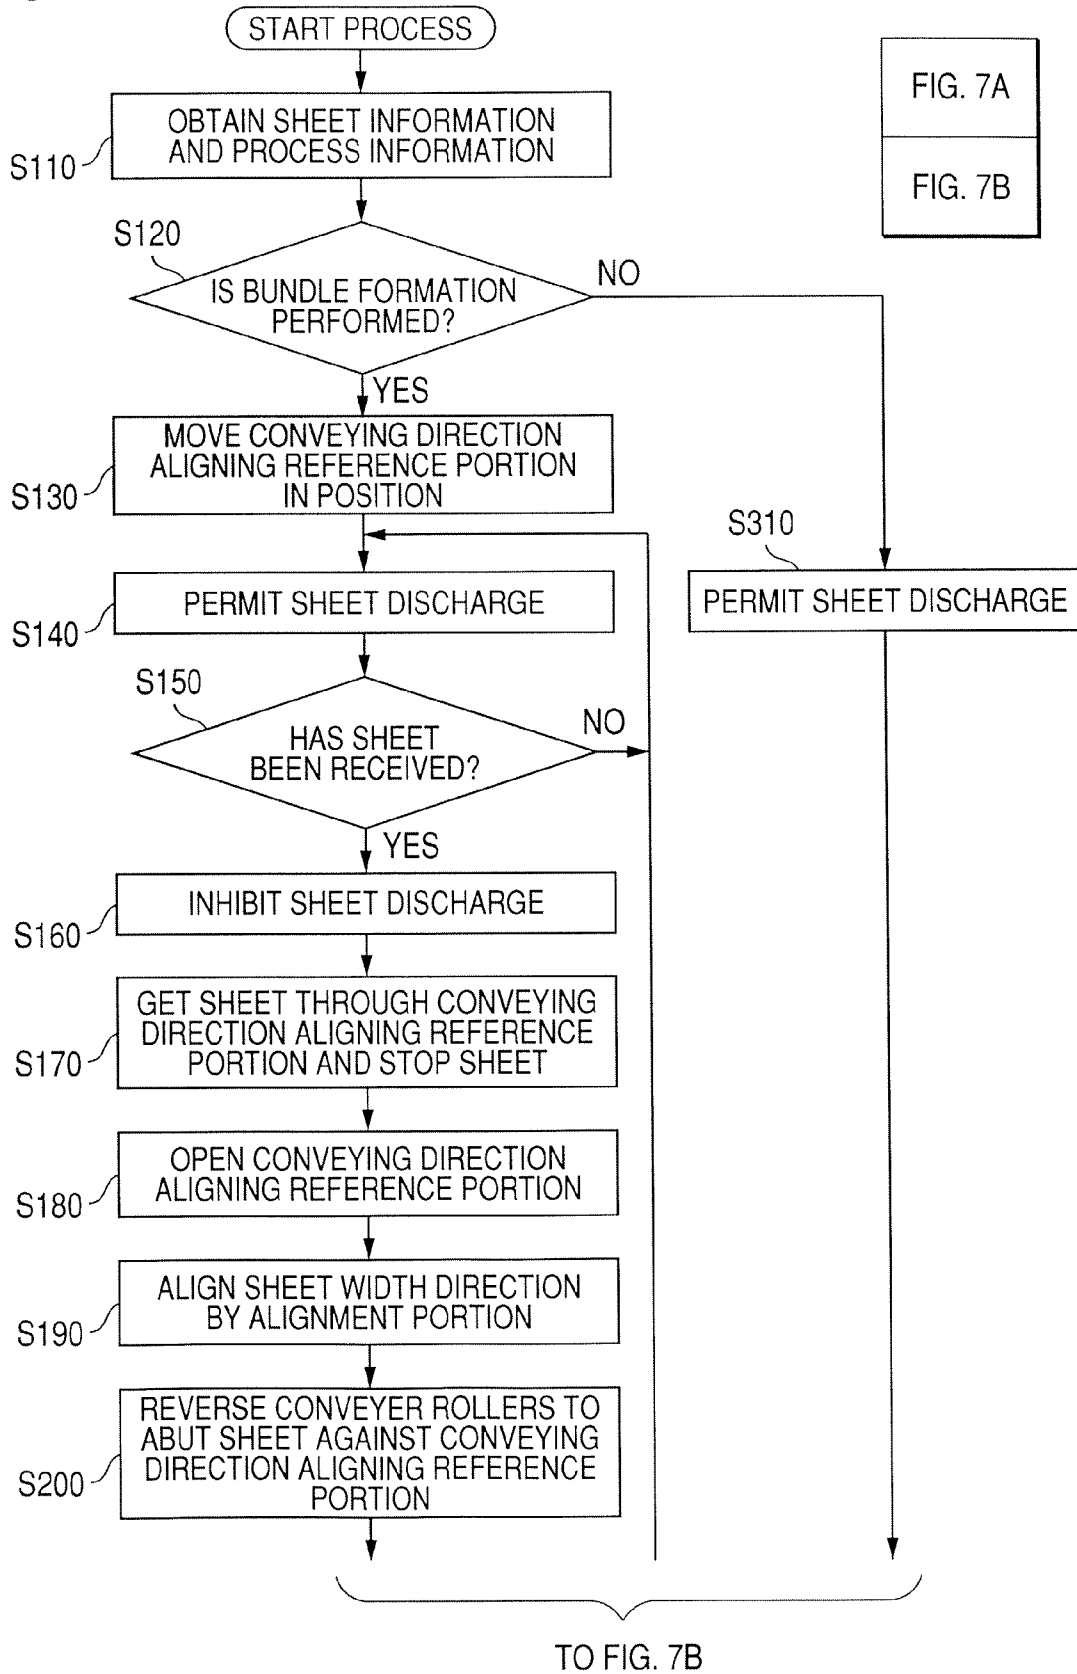 START PROCESS
FIG. 7A
FIG. 7B
OBTAIN SHEET INFORMATION
AND PROCESS INFORMATION
S110
S120
IS BUNDLE FORMATION
PERFORMED?
NO
YES
MOVE CONVEYING DIRECTION
ALIGNING REFERENCE PORTION
IN POSITION
S130
S310
PERMIT SHEET DISCHARGE
S140
PERMIT SHEET DISCHARGE
S150
HAS SHEET
BEEN RECEIVED?
NO
YES
INHIBIT SHEET DISCHARGE
S160
GET SHEET THROUGH CONVEYING
DIRECTION ALIGNING REFERENCE
PORTION AND STOP SHEET
S170
OPEN CONVEYING DIRECTION
ALIGNING REFERENCE PORTION
S180
ALIGN SHEET WIDTH DIRECTION
BY ALIGNMENT PORTION
S190
REVERSE CONVEYER ROLLERS TO
ABUT SHEET AGAINST CONVEYING
DIRECTION ALIGNING REFERENCE
PORTION
S200
TO FIG. 7B